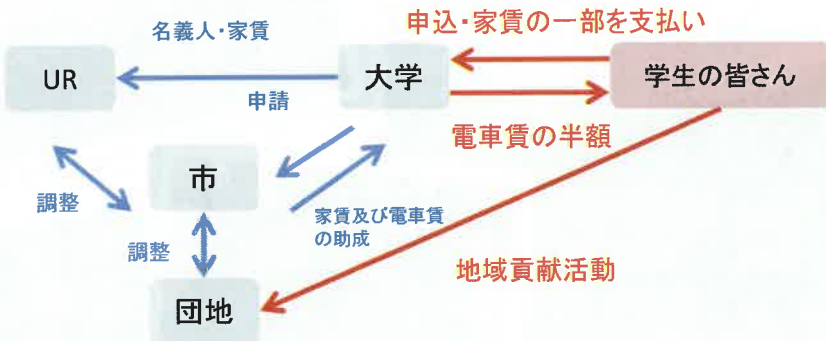 申込・家賃の一部を支払い
名義人・家賃
UR
大学
学生の皆さん
申請
電車賃の半額
市
調整
家賃及び電車賃
の助成
調整
地域貢献活動
団地